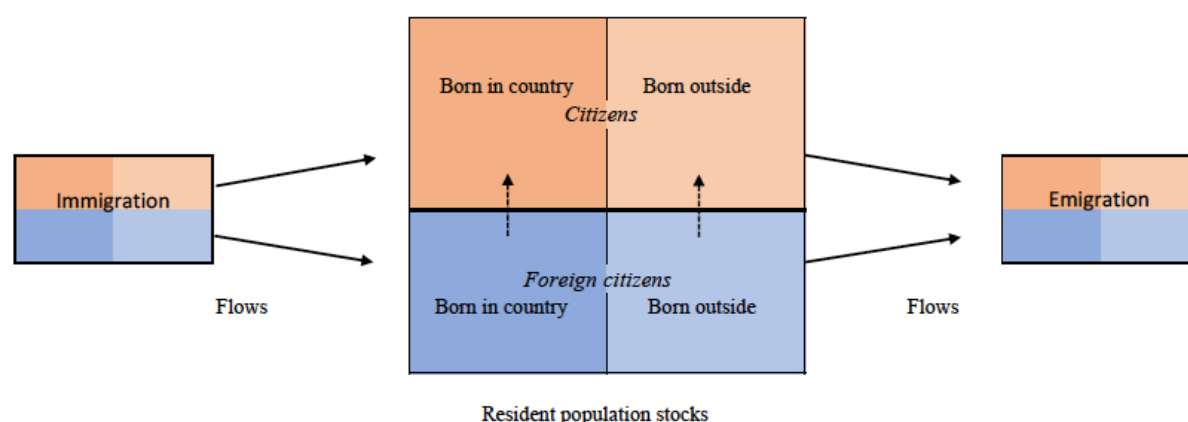 Born in country
Born outside
Citizens
Immigration
Emigration
Foreign citizens
Born in country
Born outside
Flows
Flows
Resident population stocks